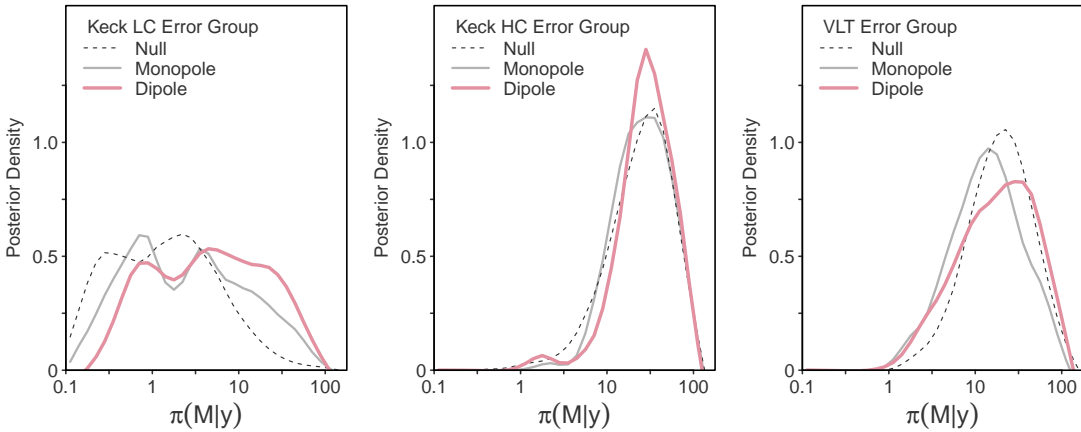 Keck LC Error Group
Null
Monopole
Dipole
Posterior Density
1.0
0.5
0
0.1
1
10
100
π(M|y)
Keck HC Error Group
Null
Monopole
Dipole
Posterior Density
1.0
0.5
0
0.1
1
10
100
π(M|y)
VLT Error Group
Null
Monopole
Dipole
Posterior Density
1.0
0.5
0
0.1
1
10
100
π(M|y)